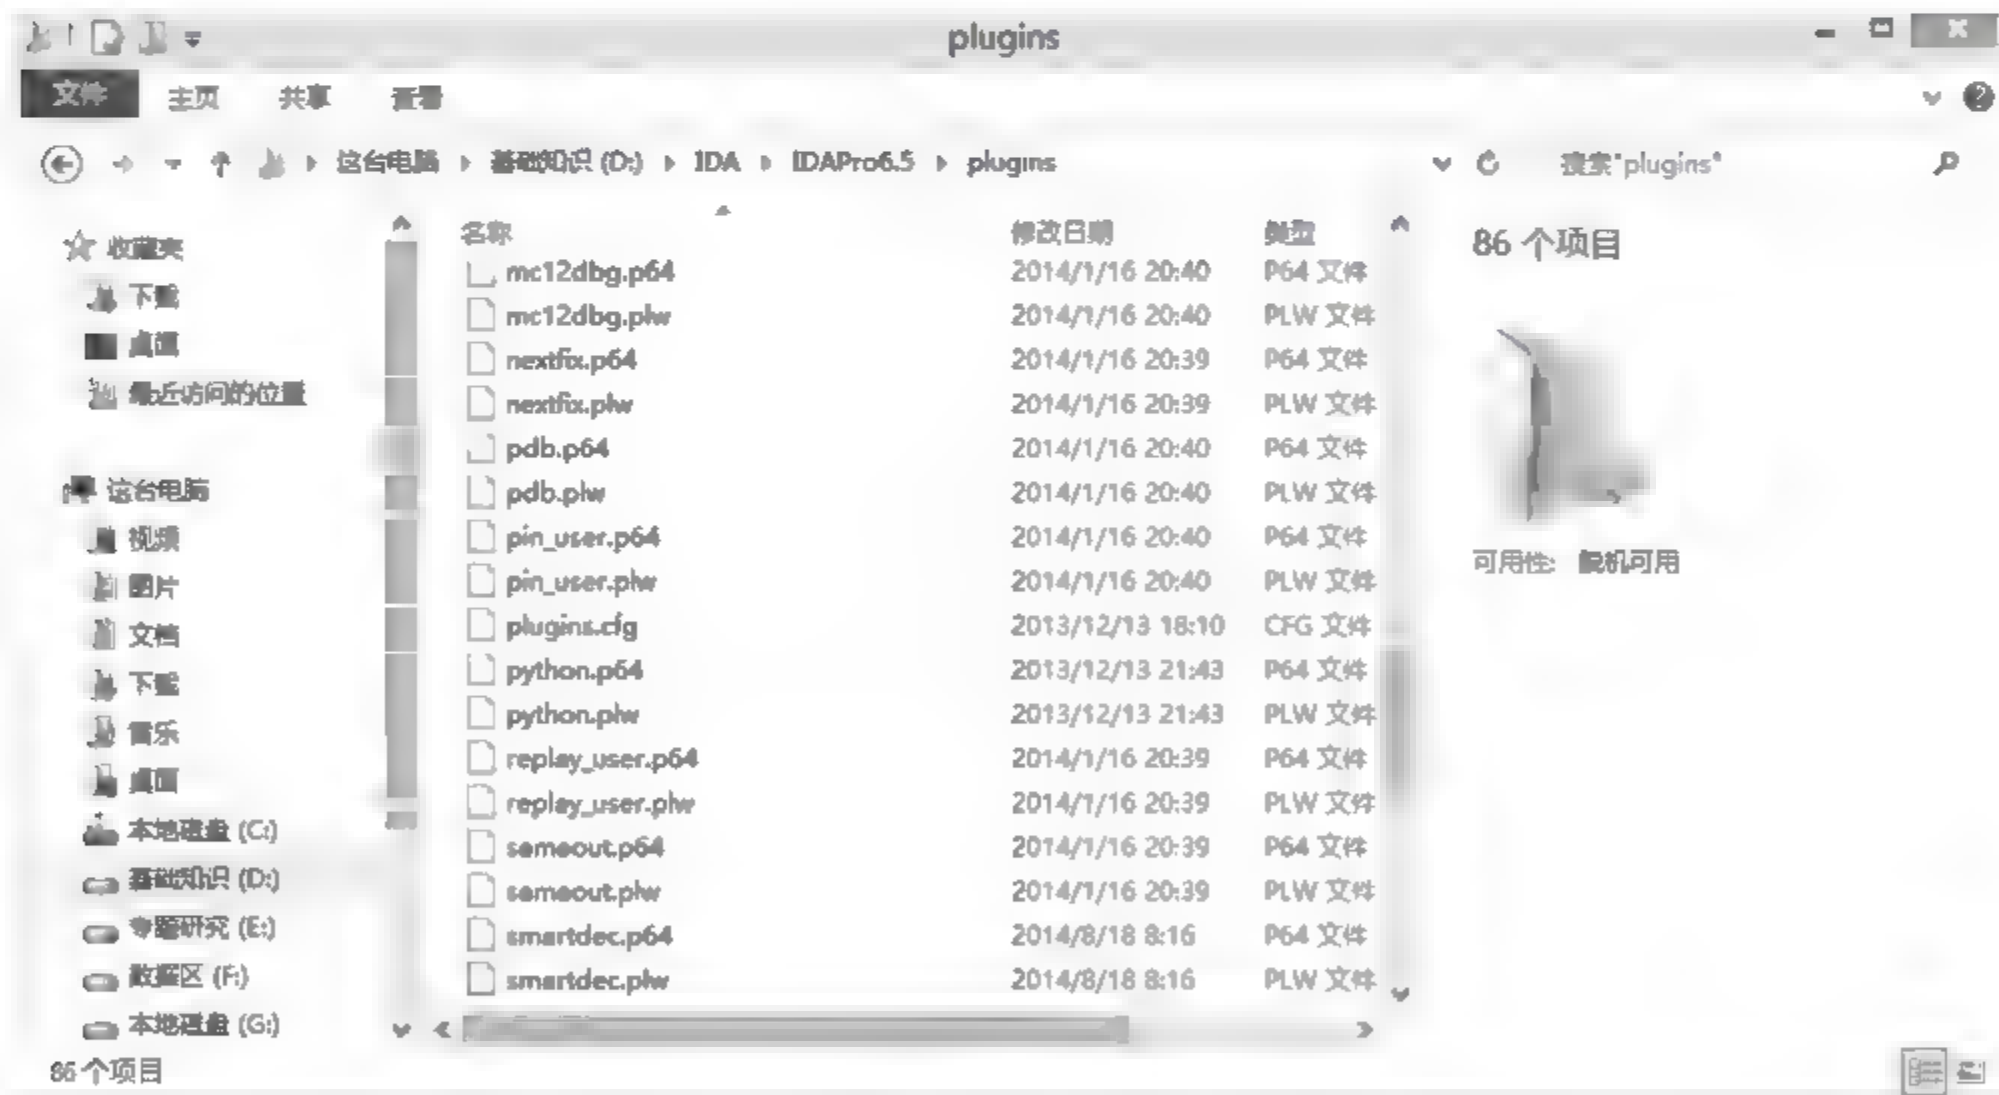 plugins
文件 主页 共享 查看
这台电脑 基础知识 (D:) IDA IDAPro6.5 plugins 搜索"plugins"
收藏夹
下载
桌面
最近访问的位置
这台电脑
视频
图片
文档
下载
音乐
桌面
本地磁盘 (C:)
基础知识 (D:)
专题研究 (E:)
数据区 (F:)
本地磁盘 (G:)
名称 修改日期 类型
mc12dbg.p64 2014/1/16 20:40 P64 文件
mc12dbg.plw 2014/1/16 20:40 PLW 文件
nextfix.p64 2014/1/16 20:39 P64 文件
nextfix.plw 2014/1/16 20:39 PLW 文件
pdb.p64 2014/1/16 20:40 P64 文件
pdb.plw 2014/1/16 20:40 PLW 文件
pin_user.p64 2014/1/16 20:40 P64 文件
pin_user.plw 2014/1/16 20:40 PLW 文件
plugins.cfg 2013/12/13 18:10 CFG 文件
python.p64 2013/12/13 21:43 P64 文件
python.plw 2013/12/13 21:43 PLW 文件
replay_user.p64 2014/1/16 20:39 P64 文件
replay_user.plw 2014/1/16 20:39 PLW 文件
sameout.p64 2014/1/16 20:39 P64 文件
sameout.plw 2014/1/16 20:39 PLW 文件
smartdec.p64 2014/8/18 8:16 P64 文件
smartdec.plw 2014/8/18 8:16 PLW 文件
86 个项目
可用性: 脱机可用
86 个项目